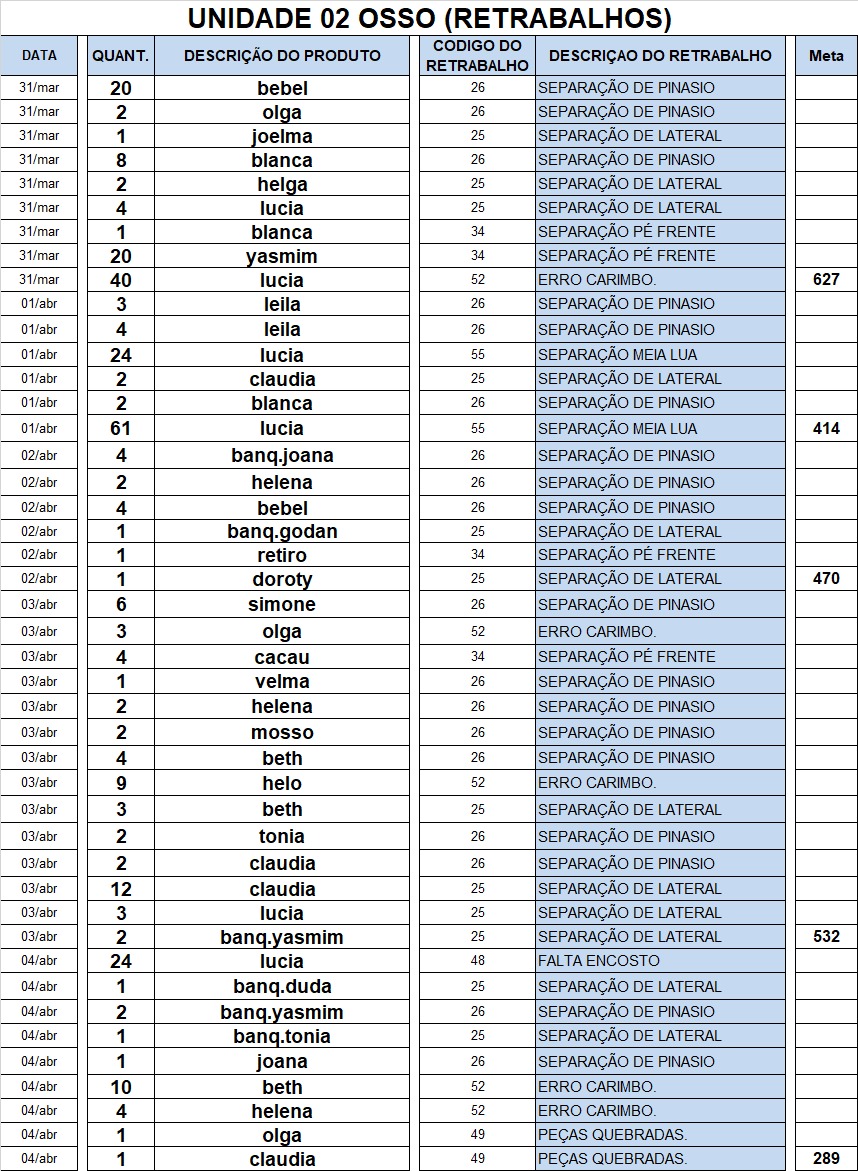 UNIDADE 02 OSSO (RETRABALHOS)
DATA QUANT. DESCRIÇÃO DO PRODUTO CODIGO DO RETRABALHO DESCRIÇAO DO RETRABALHO Meta
31/mar 20 bebel 26 SEPARAÇÃO DE PINASIO
31/mar 2 olga 26 SEPARAÇÃO DE PINASIO
31/mar 1 joelma 25 SEPARAÇÃO DE LATERAL
31/mar 8 blanca 26 SEPARAÇÃO DE PINASIO
31/mar 2 helga 25 SEPARAÇÃO DE LATERAL
31/mar 4 lucia 25 SEPARAÇÃO DE LATERAL
31/mar 1 blanca 34 SEPARAÇÃO PÉ FRENTE
31/mar 20 yasmim 34 SEPARAÇÃO PÉ FRENTE
31/mar 40 lucia 52 ERRO CARIMBO. 627
01/abr 3 leila 26 SEPARAÇÃO DE PINASIO
01/abr 4 leila 26 SEPARAÇÃO DE PINASIO
01/abr 24 lucia 55 SEPARAÇÃO MEIA LUA
01/abr 2 claudia 25 SEPARAÇÃO DE LATERAL
01/abr 2 blanca 26 SEPARAÇÃO DE PINASIO
01/abr 61 lucia 55 SEPARAÇÃO MEIA LUA 414
02/abr 4 banq.joana 26 SEPARAÇÃO DE PINASIO
02/abr 2 helena 26 SEPARAÇÃO DE PINASIO
02/abr 4 bebel 26 SEPARAÇÃO DE PINASIO
02/abr 1 banq.godan 25 SEPARAÇÃO DE LATERAL
02/abr 1 retiro 34 SEPARAÇÃO PÉ FRENTE
02/abr 1 doroty 25 SEPARAÇÃO DE LATERAL 470
03/abr 6 simone 26 SEPARAÇÃO DE PINASIO
03/abr 3 olga 52 ERRO CARIMBO.
03/abr 4 cacau 34 SEPARAÇÃO PÉ FRENTE
03/abr 1 velma 26 SEPARAÇÃO DE PINASIO
03/abr 2 helena 26 SEPARAÇÃO DE PINASIO
03/abr 2 mosso 26 SEPARAÇÃO DE PINASIO
03/abr 4 beth 26 SEPARAÇÃO DE PINASIO
03/abr 9 helo 52 ERRO CARIMBO.
03/abr 3 beth 25 SEPARAÇÃO DE LATERAL
03/abr 2 tonia 26 SEPARAÇÃO DE PINASIO
03/abr 2 claudia 26 SEPARAÇÃO DE PINASIO
03/abr 12 claudia 25 SEPARAÇÃO DE LATERAL
03/abr 3 lucia 25 SEPARAÇÃO DE LATERAL
03/abr 2 banq.yasmim 25 SEPARAÇÃO DE LATERAL 532
04/abr 24 lucia 48 FALTA ENCOSTO
04/abr 1 banq.duda 25 SEPARAÇÃO DE LATERAL
04/abr 2 banq.yasmim 26 SEPARAÇÃO DE PINASIO
04/abr 1 banq.tonia 25 SEPARAÇÃO DE LATERAL
04/abr 1 joana 26 SEPARAÇÃO DE PINASIO
04/abr 10 beth 52 ERRO CARIMBO.
04/abr 4 helena 52 ERRO CARIMBO.
04/abr 1 olga 49 PEÇAS QUEBRADAS.
04/abr 1 claudia 49 PEÇAS QUEBRADAS. 289